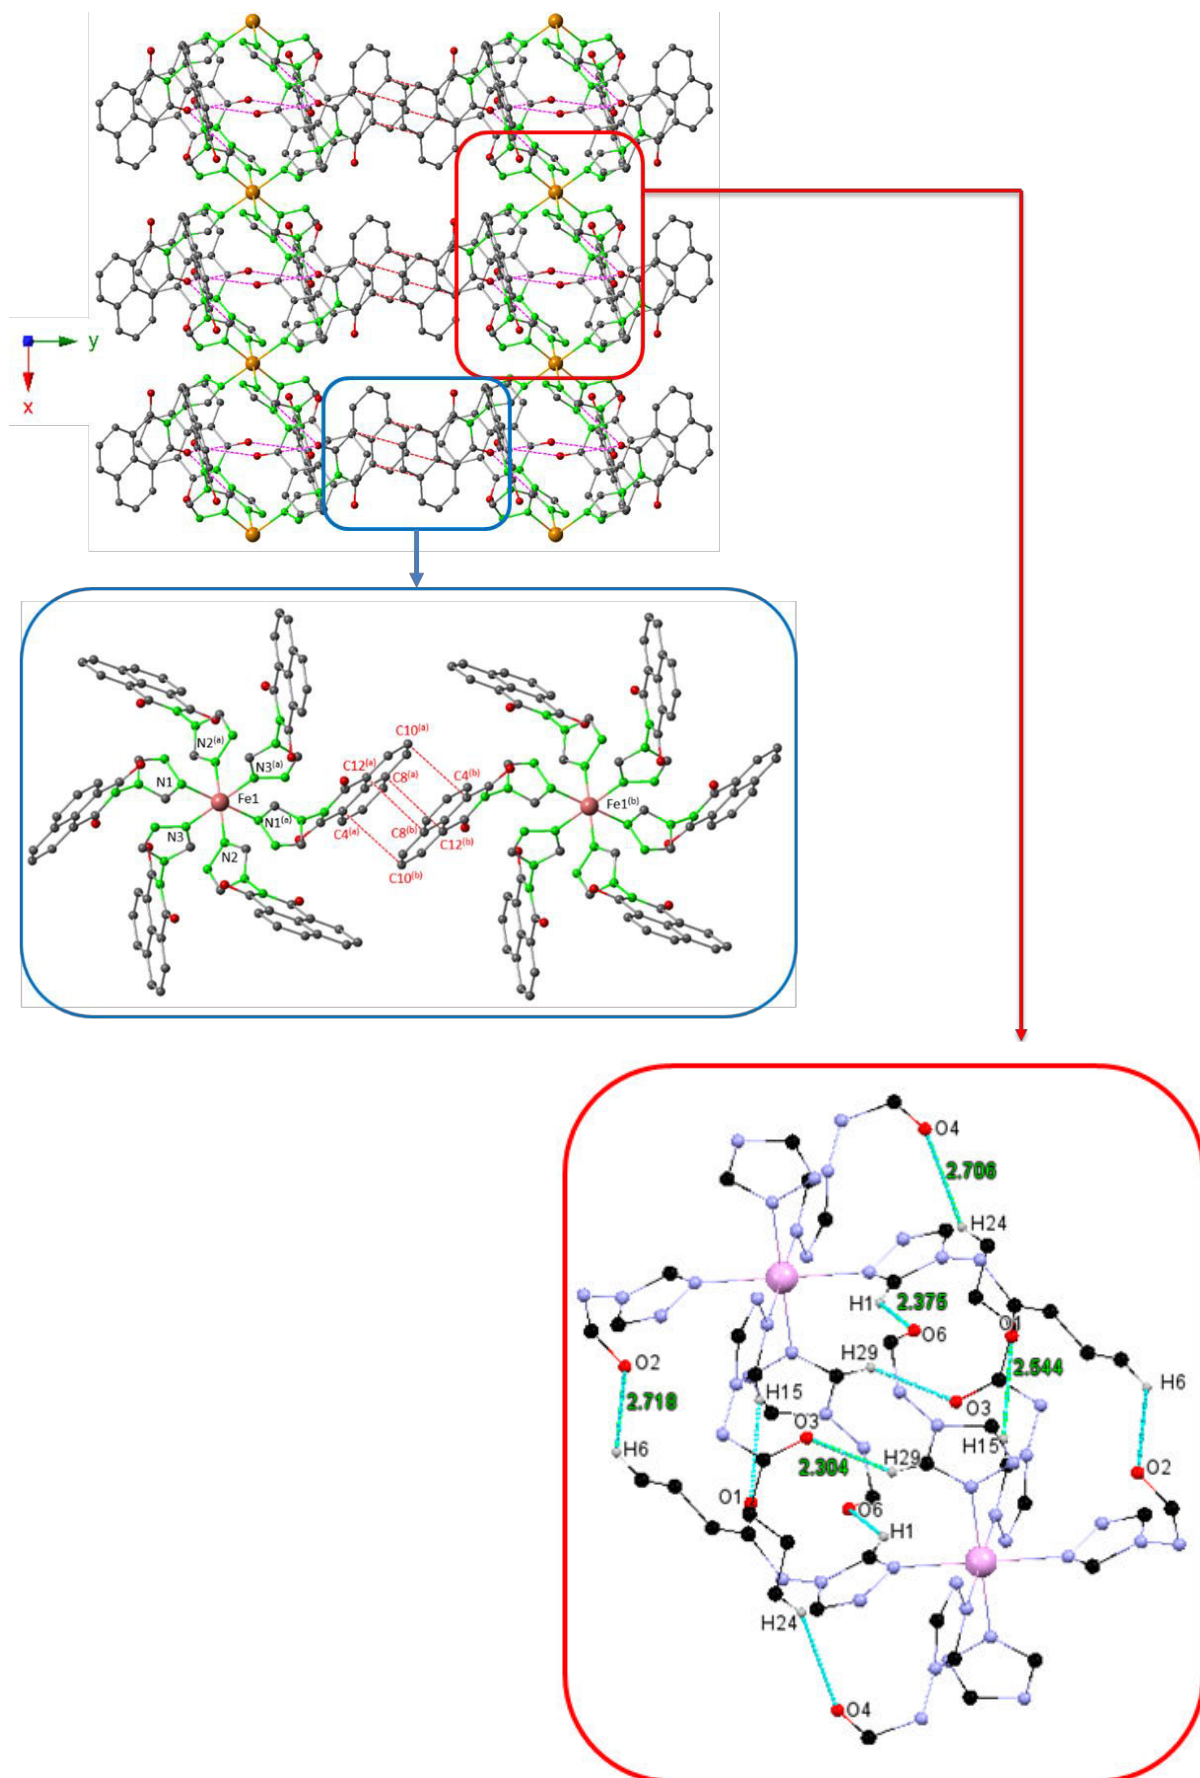 y
x
C10(a)
N2(a)
C12(a)
N3(a)
C8(a)
C4(b)
N1
Fe1
Fe1(b)
N1(a)
C4(a)
C8(b)
N3
C12(b)
N2
C10(b)
O4
2.706
H24
H1
2.375
O6
O1
O2
H29
2.544
H6
H15
2.718
O3
O3
H15
H6
2.304
H29
O2
O1
O6
H1
H24
O4